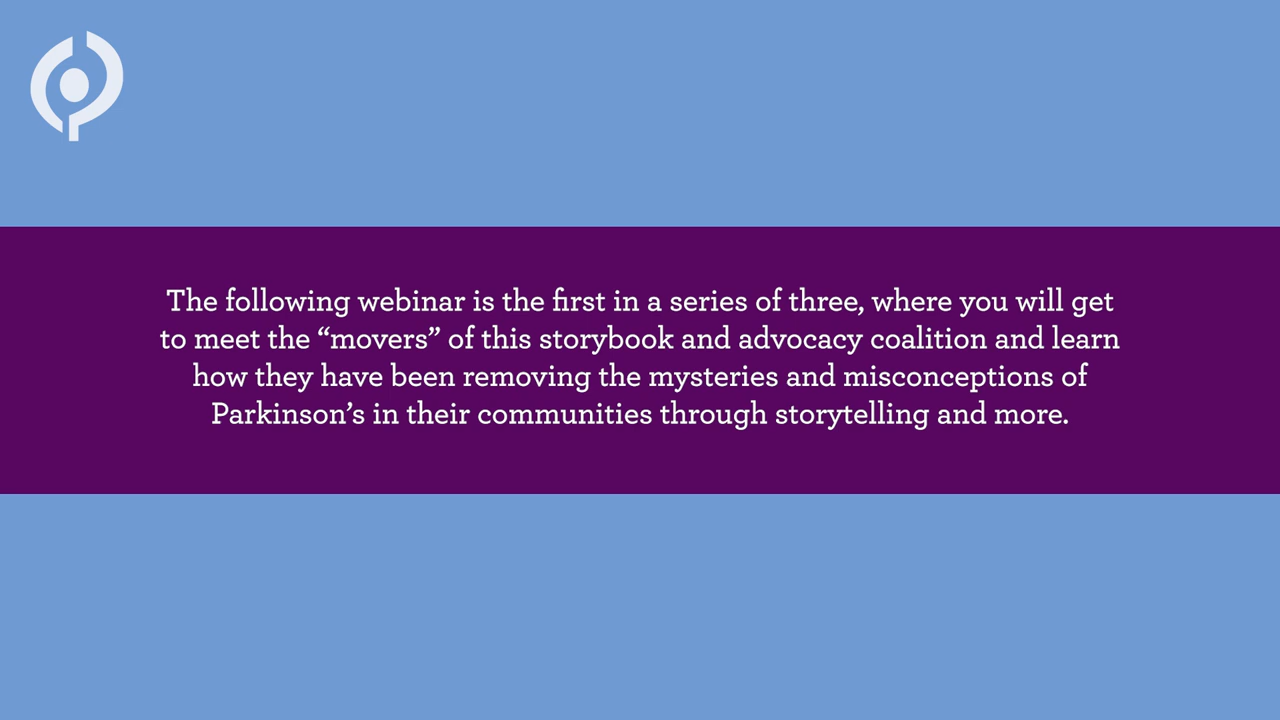 The following webinar is the first in a series of three, where you will get
to meet the “movers” of this storybook and advocacy coalition and learn
how they have been removing the mysteries and misconceptions of
Parkinson’s in their communities through storytelling and more.